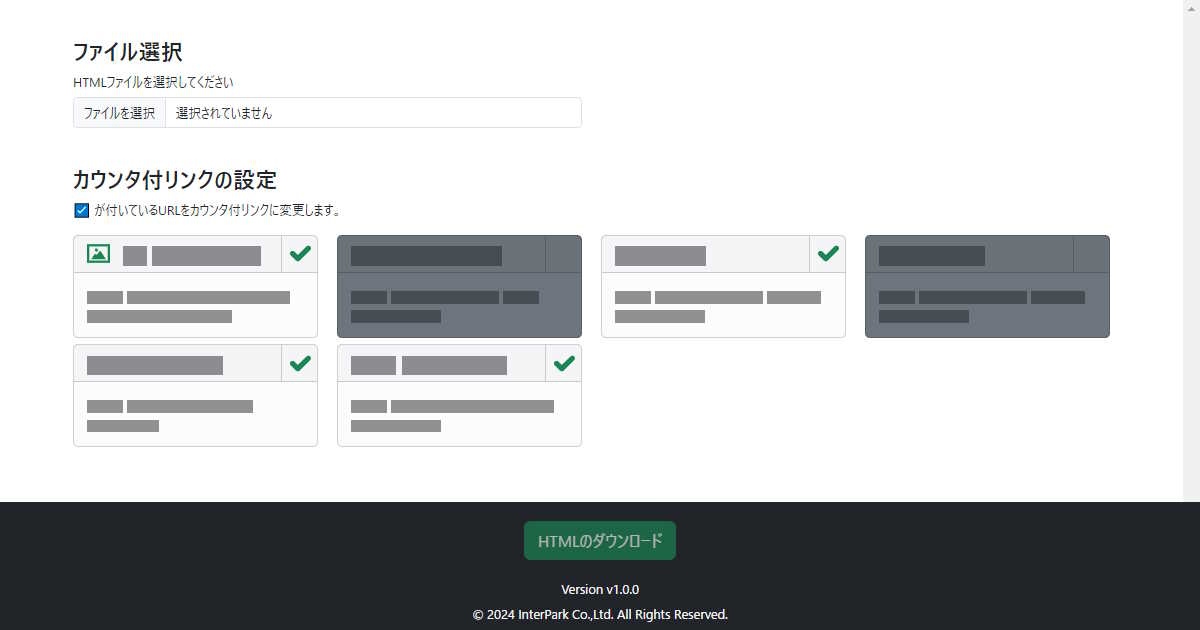 ファイル選択
HTMLファイルを選択してください
ファイルを選択 選択されていません
カウンタ付リンクの設定
が付いているURLをカウンタ付リンクに変更します。
HTMLのダウンロード
Version v1.0.0
© 2024 InterPark Co.,Ltd. All Rights Reserved.